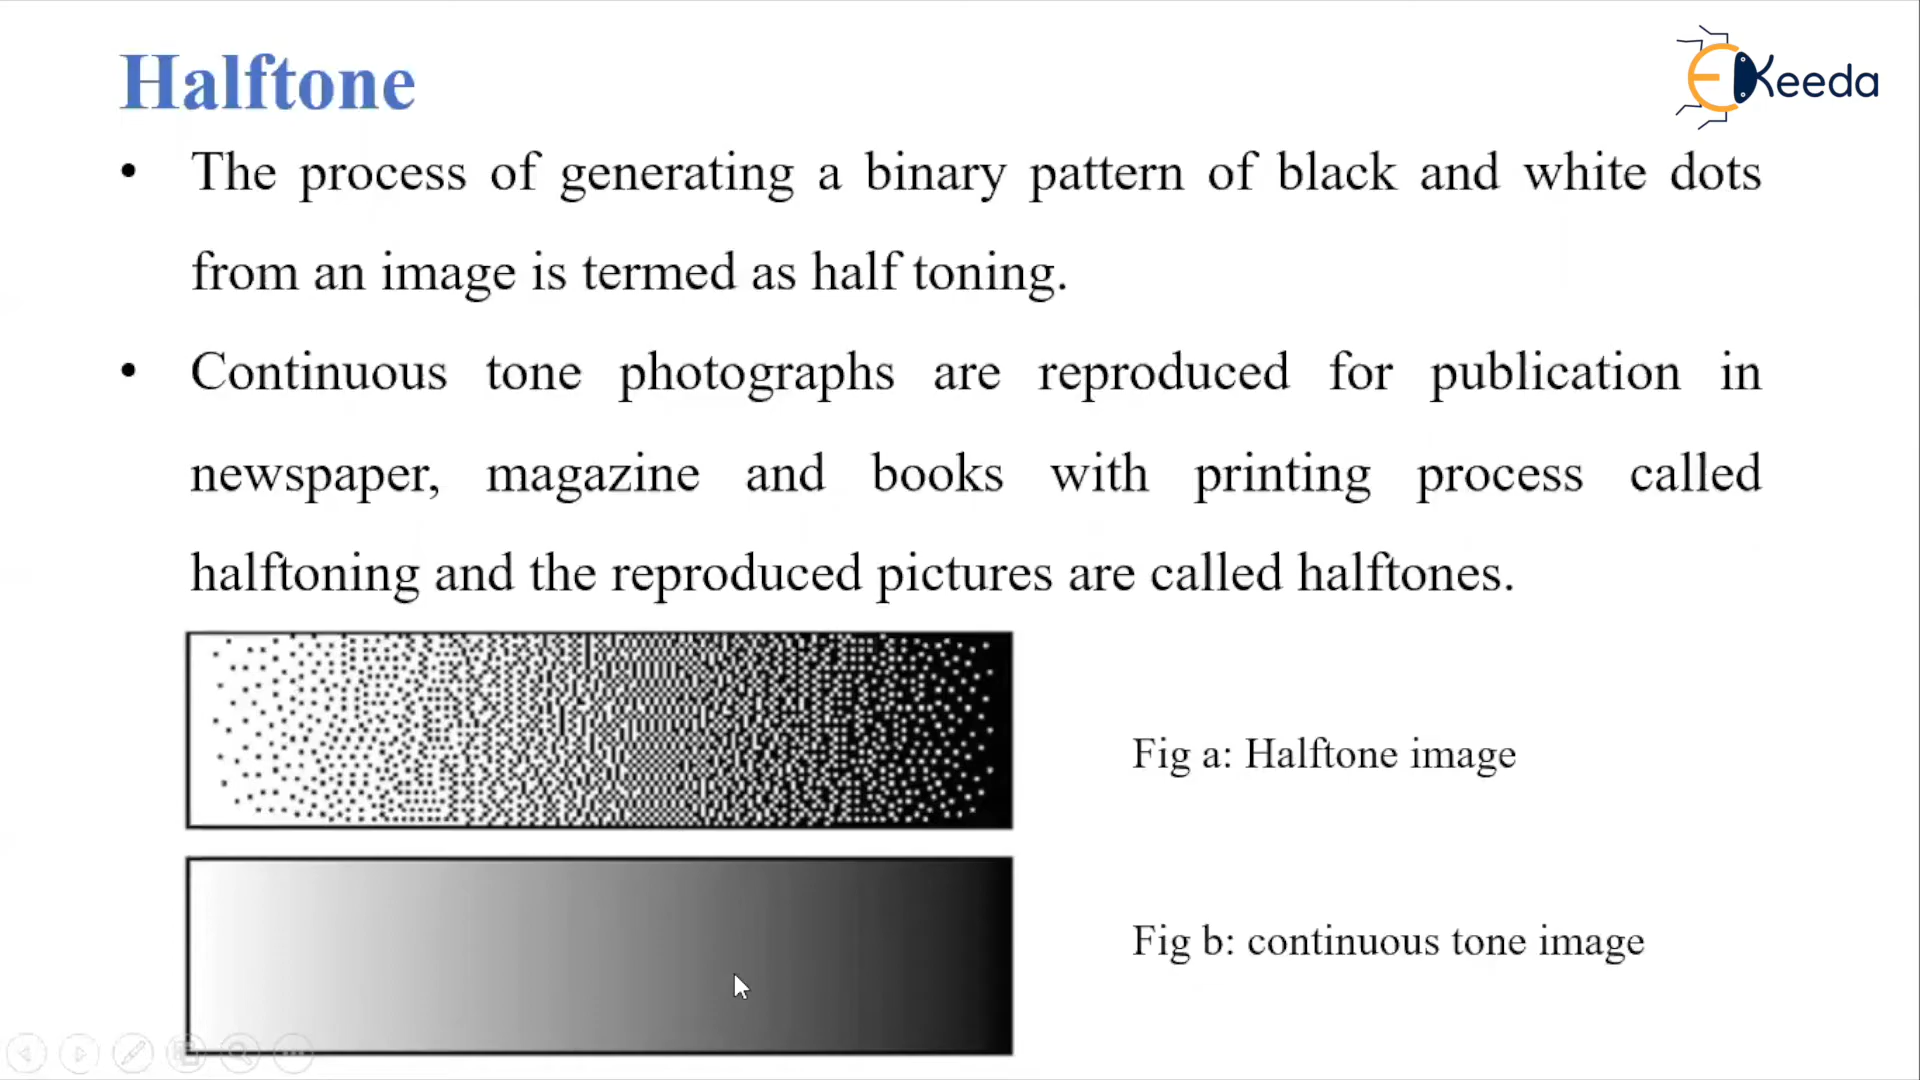 Halftone
EKeeda
• The process of generating a binary pattern of black and white dots
from an image is termed as half toning.
• Continuous tone photographs are reproduced for publication in
newspaper, magazine and books with printing process called
halftoning and the reproduced pictures are called halftones.
Fig a: Halftone image
Fig b: continuous tone image